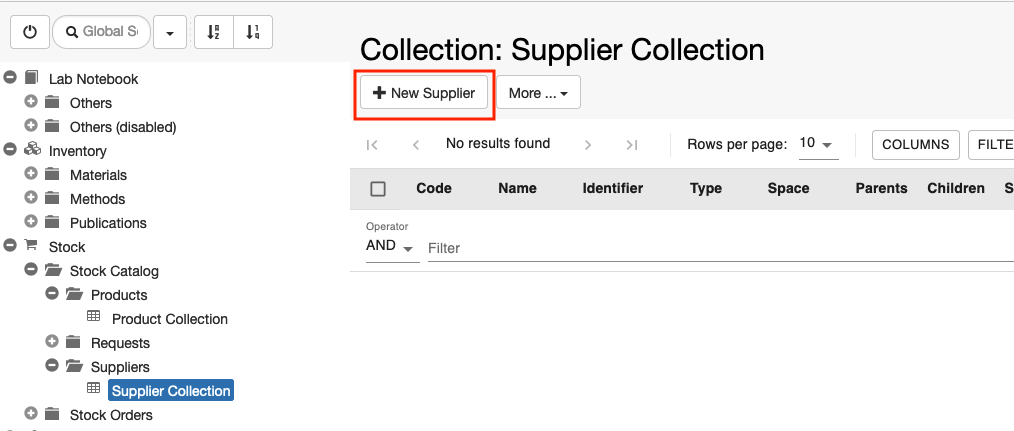 Global S
Lab Notebook
Others
Others (disabled)
Inventory
Materials
Methods
Publications
Stock
Stock Catalog
Products
Product Collection
Requests
Suppliers
Supplier Collection
Stock Orders
Collection: Supplier Collection
New Supplier
More ...
No results found
Rows per page: 10
COLUMNS
FILTE
Code Name Identifier Type Space Parents Children S
Operator
AND
Filter